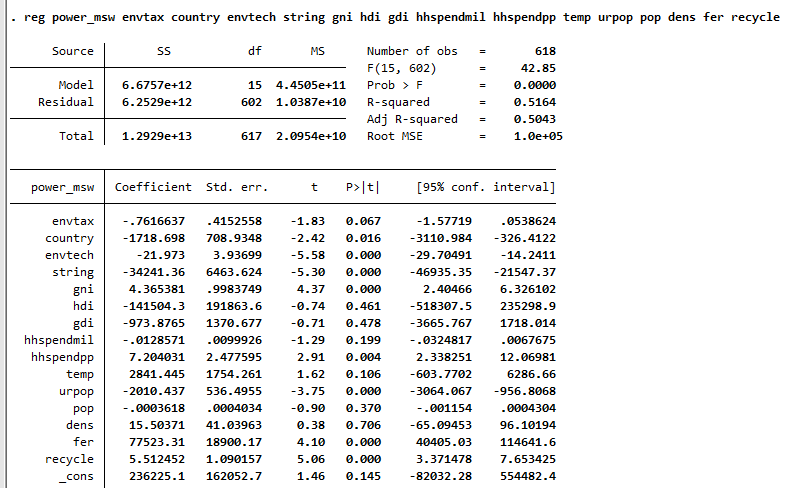 . reg power_msw envtax country envtech string gni hdi gdi hhspendmil hhspendpp temp urpop pop dens fer recycle
Source SS df MS Number of obs = 618
F(15, 602) = 42.85
Model 6.6757e+12 15 4.4505e+11 Prob > F = 0.0000
Residual 6.2529e+12 602 1.0387e+10 R-squared = 0.5164
Adj R-squared = 0.5043
Total 1.2929e+13 617 2.0954e+10 Root MSE = 1.0e+05
power_msw Coefficient Std. err. t P>|t| [95% conf. interval]
envtax -.7616637 .4152558 -1.83 0.067 -1.57719 .0538624
country -1718.698 708.9348 -2.42 0.016 -3110.984 -326.4122
envtech -21.973 3.93699 -5.58 0.000 -29.70491 -14.2411
string -34241.36 6463.624 -5.30 0.000 -46935.35 -21547.37
gni 4.365381 .9983749 4.37 0.000 2.40466 6.326102
hdi -141504.3 191863.6 -0.74 0.461 -518307.5 235298.9
gdi -973.8765 1370.677 -0.71 0.478 -3665.767 1718.014
hhspendmil -.0128571 .0099926 -1.29 0.199 -.0324817 .0067675
hhspendpp 7.204031 2.477595 2.91 0.004 2.338251 12.06981
temp 2841.445 1754.261 1.62 0.106 -603.7702 6286.66
urpop -2010.437 536.4955 -3.75 0.000 -3064.067 -956.8068
pop -.0003618 .0004034 -0.90 0.370 -.001154 .0004304
dens 15.50371 41.03963 0.38 0.706 -65.09453 96.10194
fer 77523.31 18900.17 4.10 0.000 40405.03 114641.6
recycle 5.512452 1.090157 5.06 0.000 3.371478 7.653425
_cons 236225.1 162052.7 1.46 0.145 -82032.28 554482.4